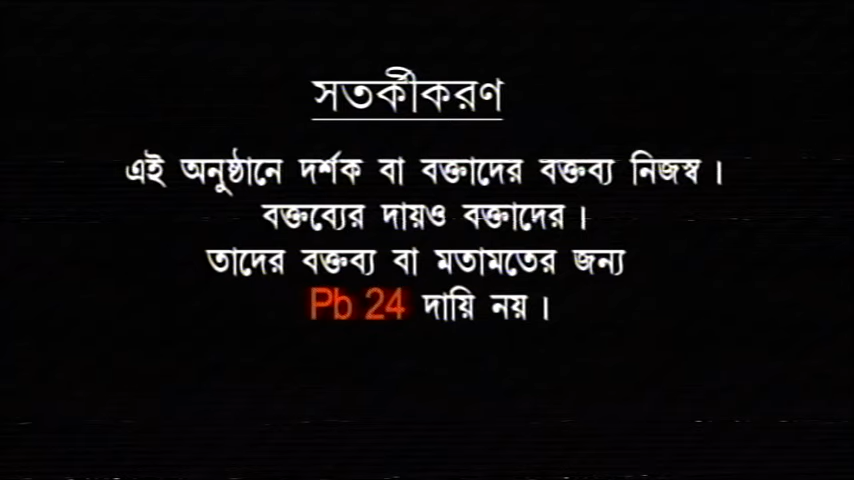 সতর্কীকরণ
এই অনুষ্ঠানে দর্শক বা বক্তাদের বক্তব্য নিজস্ব ।
বক্তব্যের দায়ও বক্তাদের ।
তাদের বক্তব্য বা মতামতের জন্য
Pb 24 দায়ি নয় ।